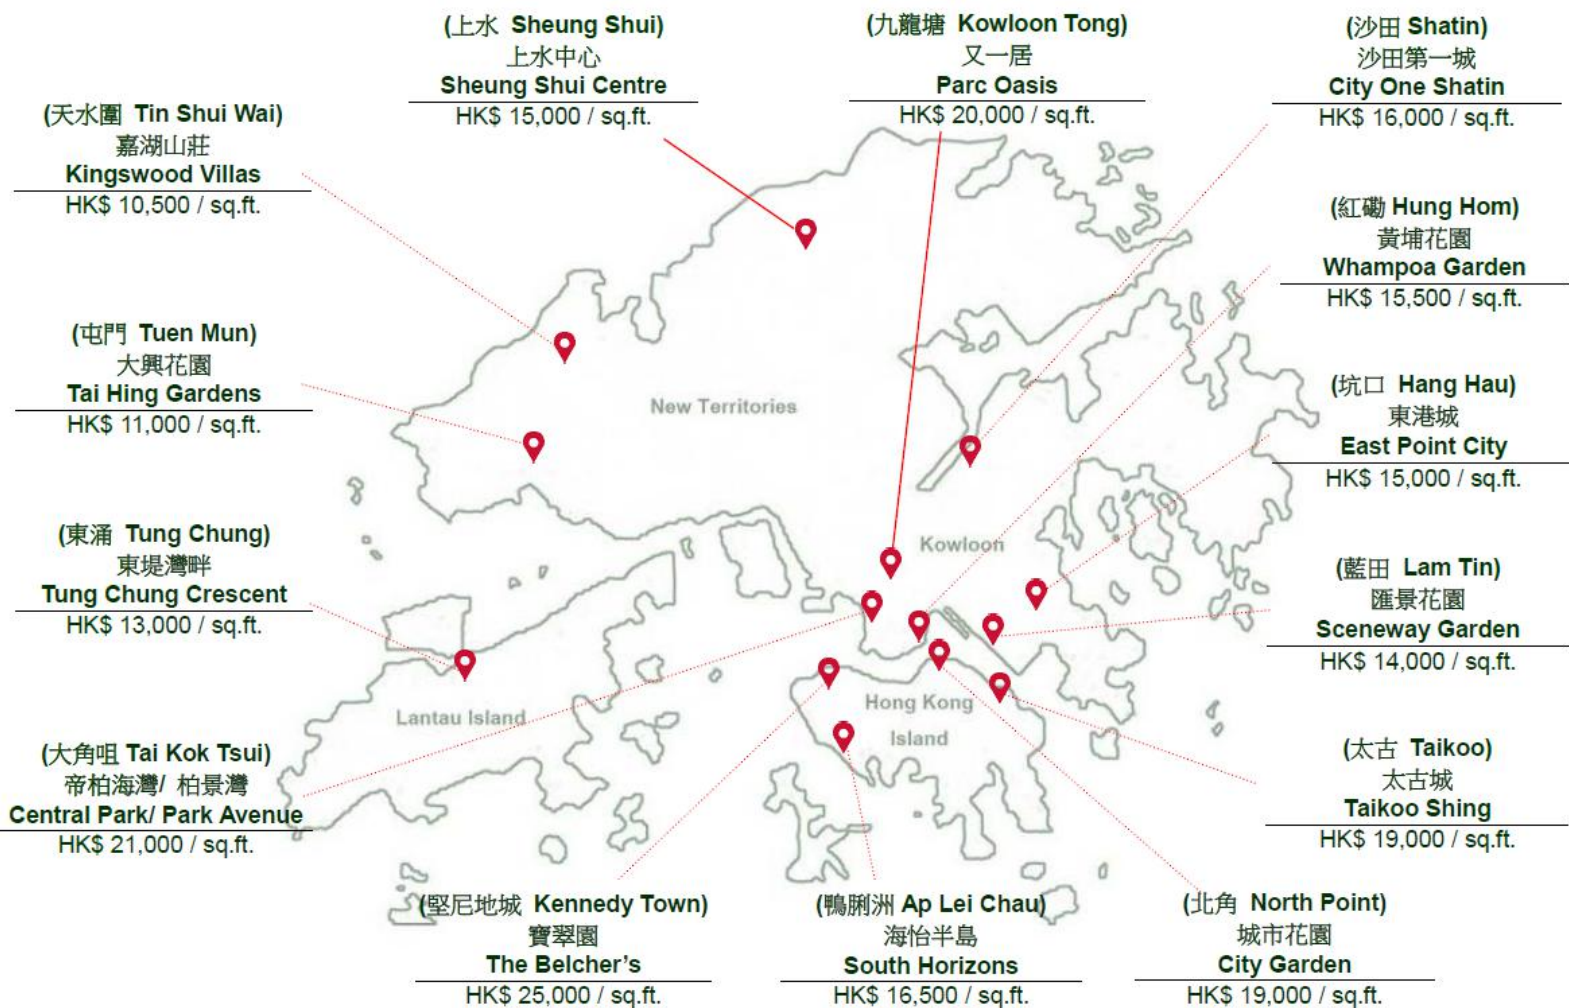 (上水 Sheung Shui)
上水中心
Sheung Shui Centre
HK$ 15,000 / sq.ft.
(九龍塘 Kowloon Tong)
又一居
Parc Oasis
HK$ 20,000 / sq.ft.
(沙田 Shatin)
沙田第一城
City One Shatin
HK$ 16,000 / sq.ft.
(天水圍 Tin Shui Wai)
嘉湖山莊
Kingswood Villas
HK$ 10,500 / sq.ft.
(紅磡 Hung Hom)
黃埔花園
Whampoa Garden
HK$ 15,500 / sq.ft.
(屯門 Tuen Mun)
大興花園
Tai Hing Gardens
HK$ 11,000 / sq.ft.
New Territories
(坑口 Hang Hau)
東港城
East Point City
HK$ 15,000 / sq.ft.
(東涌 Tung Chung)
東堤灣畔
Tung Chung Crescent
HK$ 13,000 / sq.ft.
Kowloon
(藍田 Lam Tin)
匯景花園
Sceneway Garden
HK$ 14,000 / sq.ft.
Lantau Island
Hong Kong
Island
(大角咀 Tai Kok Tsui)
帝柏海灣/ 柏景灣
Central Park/ Park Avenue
HK$ 21,000 / sq.ft.
(太古 Taikoo)
太古城
Taikoo Shing
HK$ 19,000 / sq.ft.
(堅尼地城 Kennedy Town)
寶翠園
The Belcher's
HK$ 25,000 / sq.ft.
(鴨脷洲 Ap Lei Chau)
海怡半島
South Horizons
HK$ 16,500 / sq.ft.
(北角 North Point)
城市花園
City Garden
HK$ 19,000 / sq.ft.